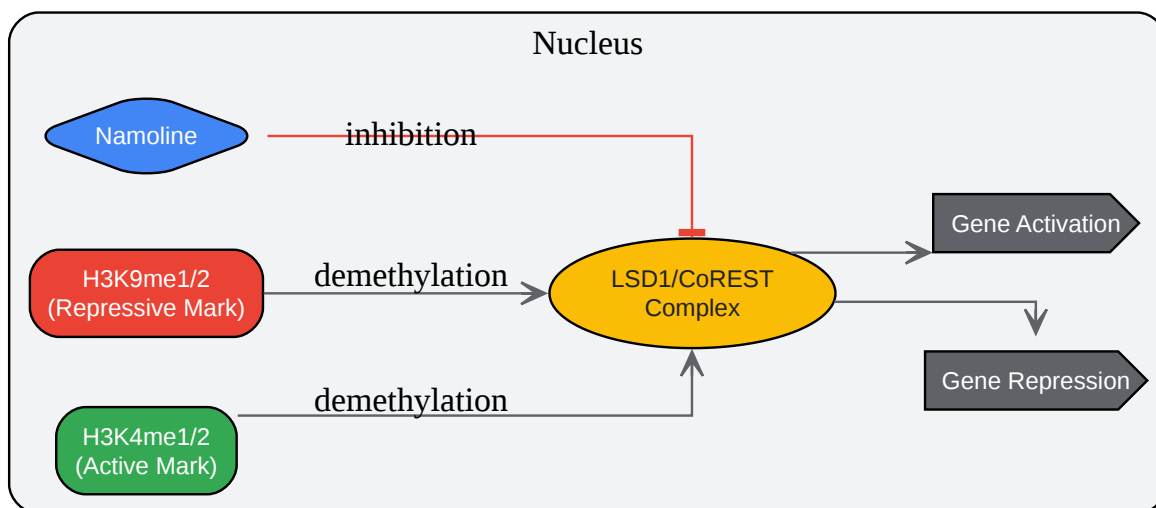 Nucleus
Namoline
inhibition
Gene Activation
H3K9me1/2
(Repressive Mark)
demethylation
LSD1/CoREST
Complex
Gene Repression
demethylation
H3K4me1/2
(Active Mark)